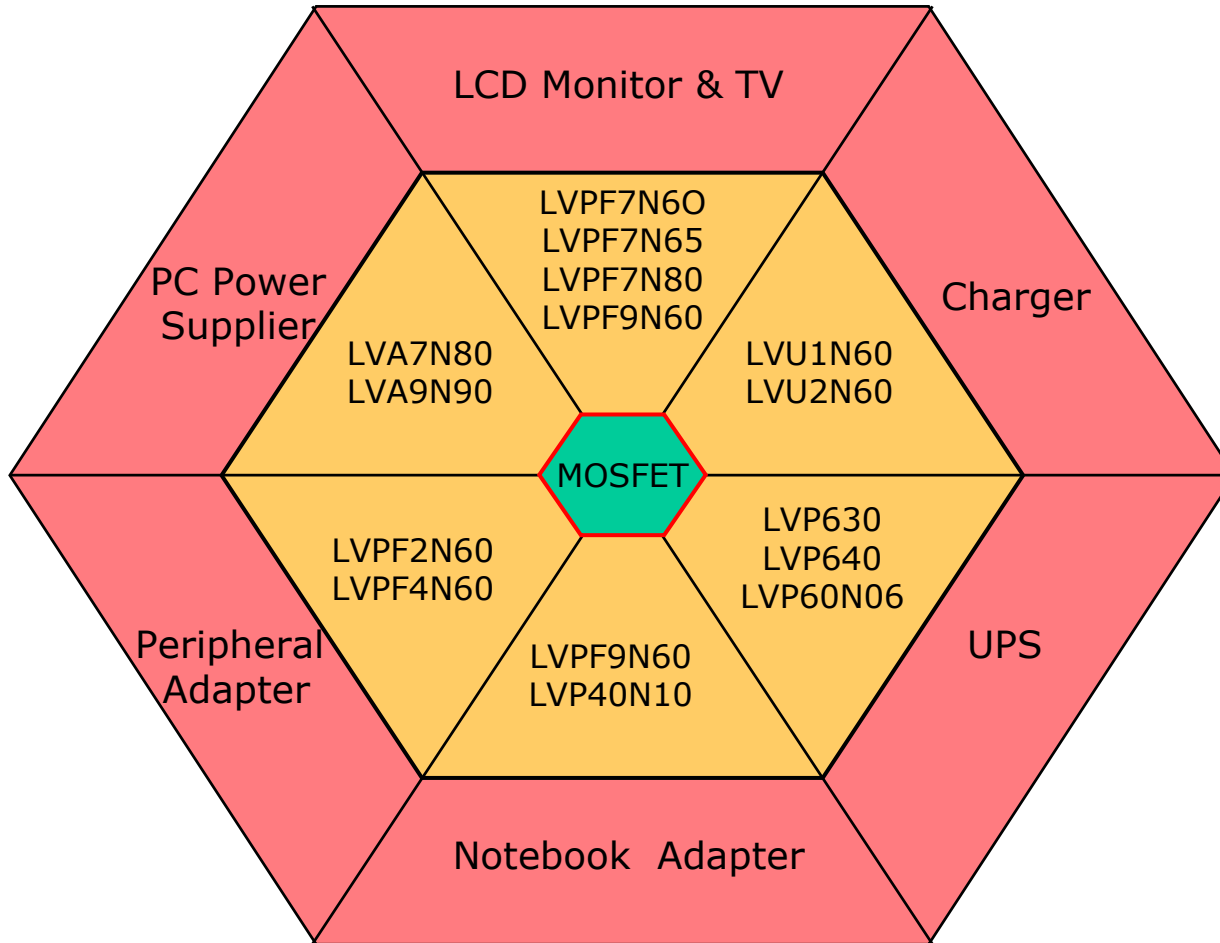 LCD Monitor & TV
LVPF7N6O
LVPF7N65
LVPF7N80
LVPF9N60
PC Power
Supplier
Charger
LVA7N80
LVA9N90
LVU1N60
LVU2N60
MOSFET
LVPF2N60
LVPF4N60
LVP630
LVP640
LVP60N06
Peripheral
Adapter
UPS
LVPF9N60
LVP40N10
Notebook Adapter